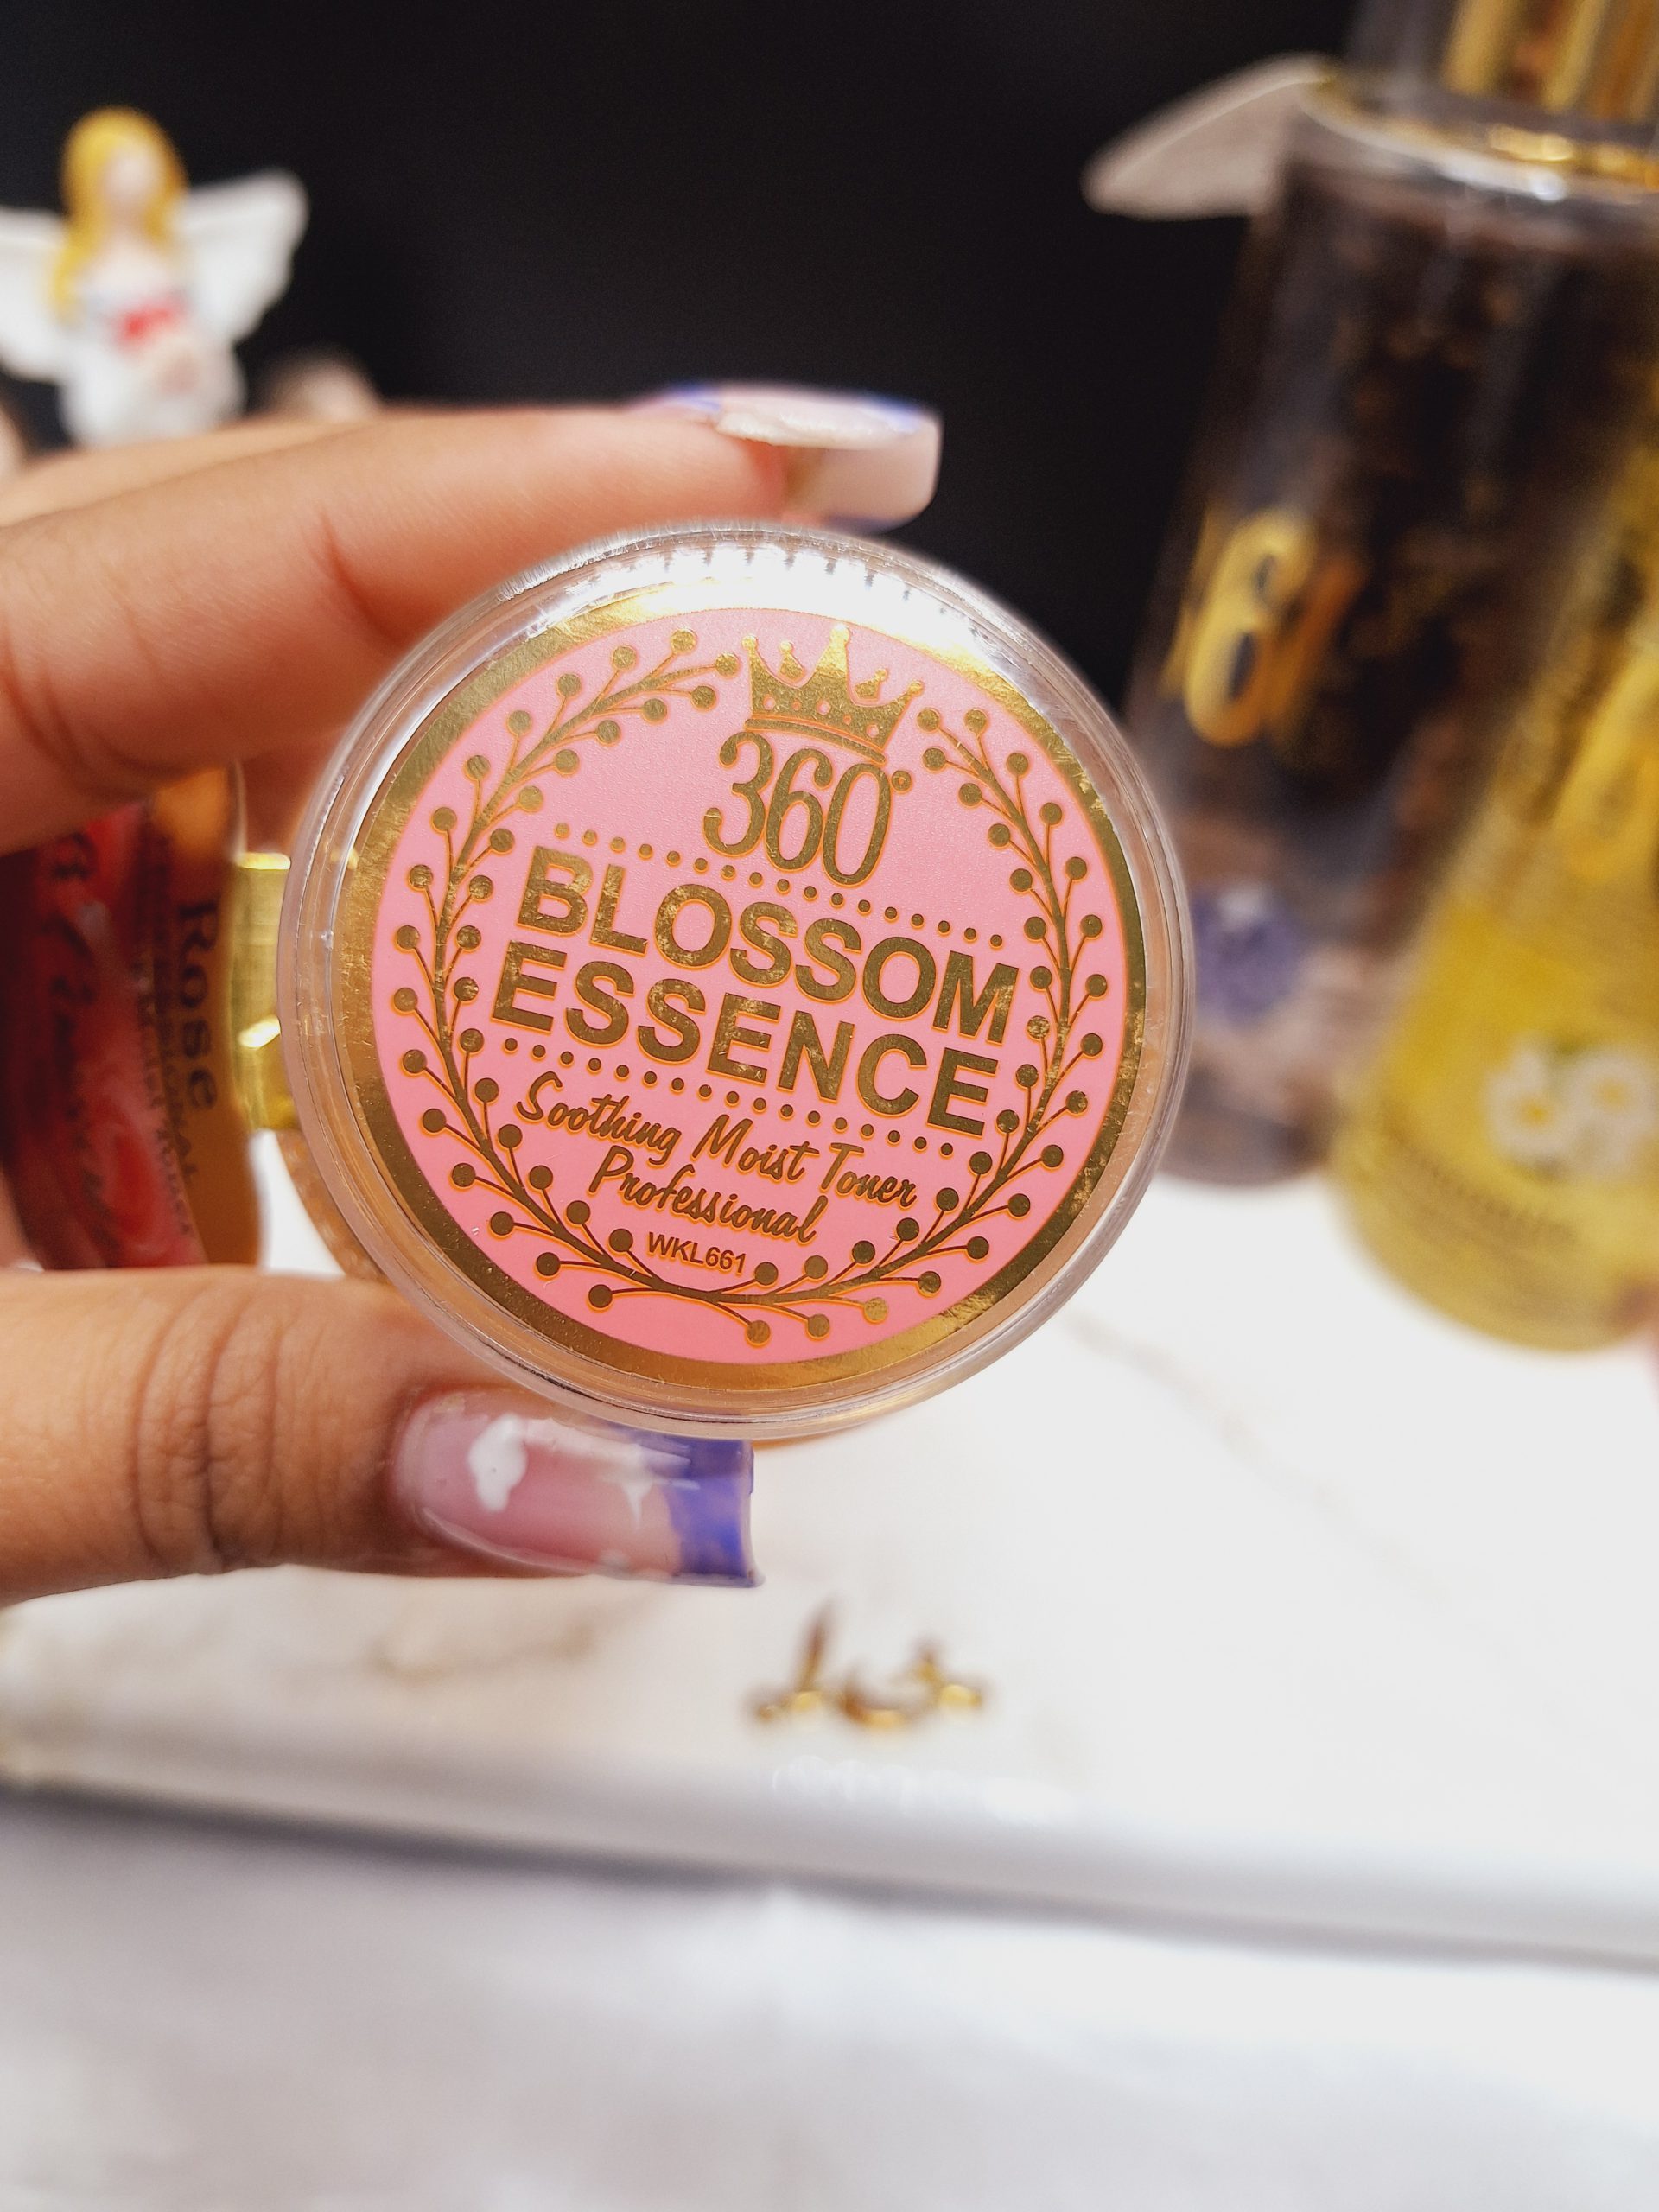 360°
BLOSSOM
ESSENCE
Soothing Moist Toner
Professional
WKL661
Rose